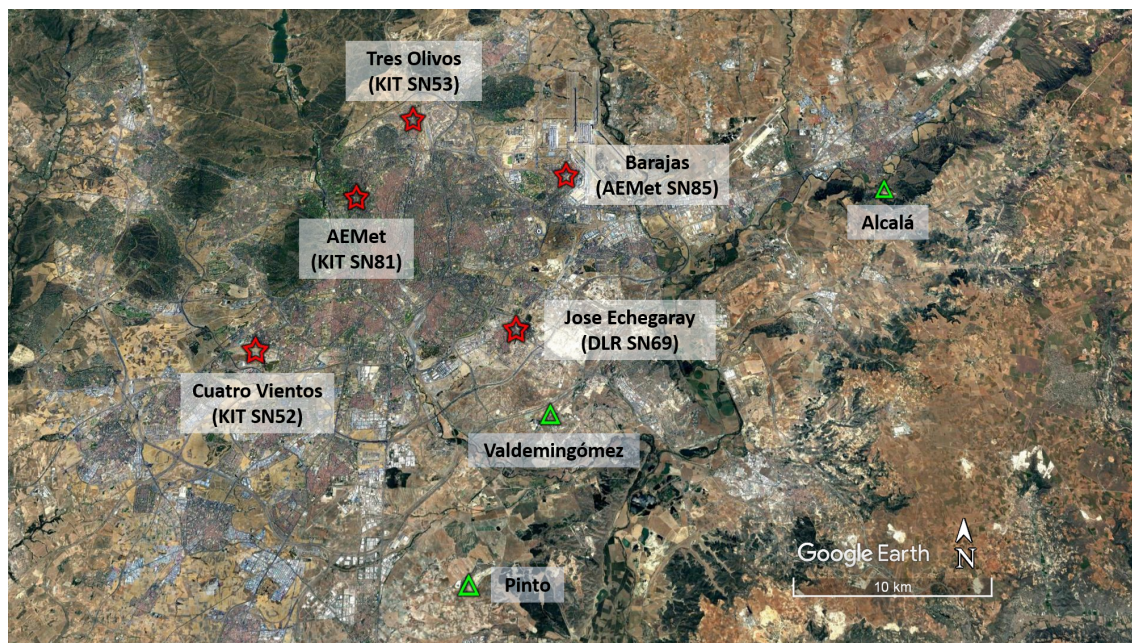 Tres Olivos
(KIT SN53)
Barajas
(AEMet SN85)
Alcalá
AEMet
(KIT SN81)
Jose Echegaray
(DLR SN69)
Cuatro Vientos
(KIT SN52)
Valdemingómez
Google Earth
N
10 km
Pinto